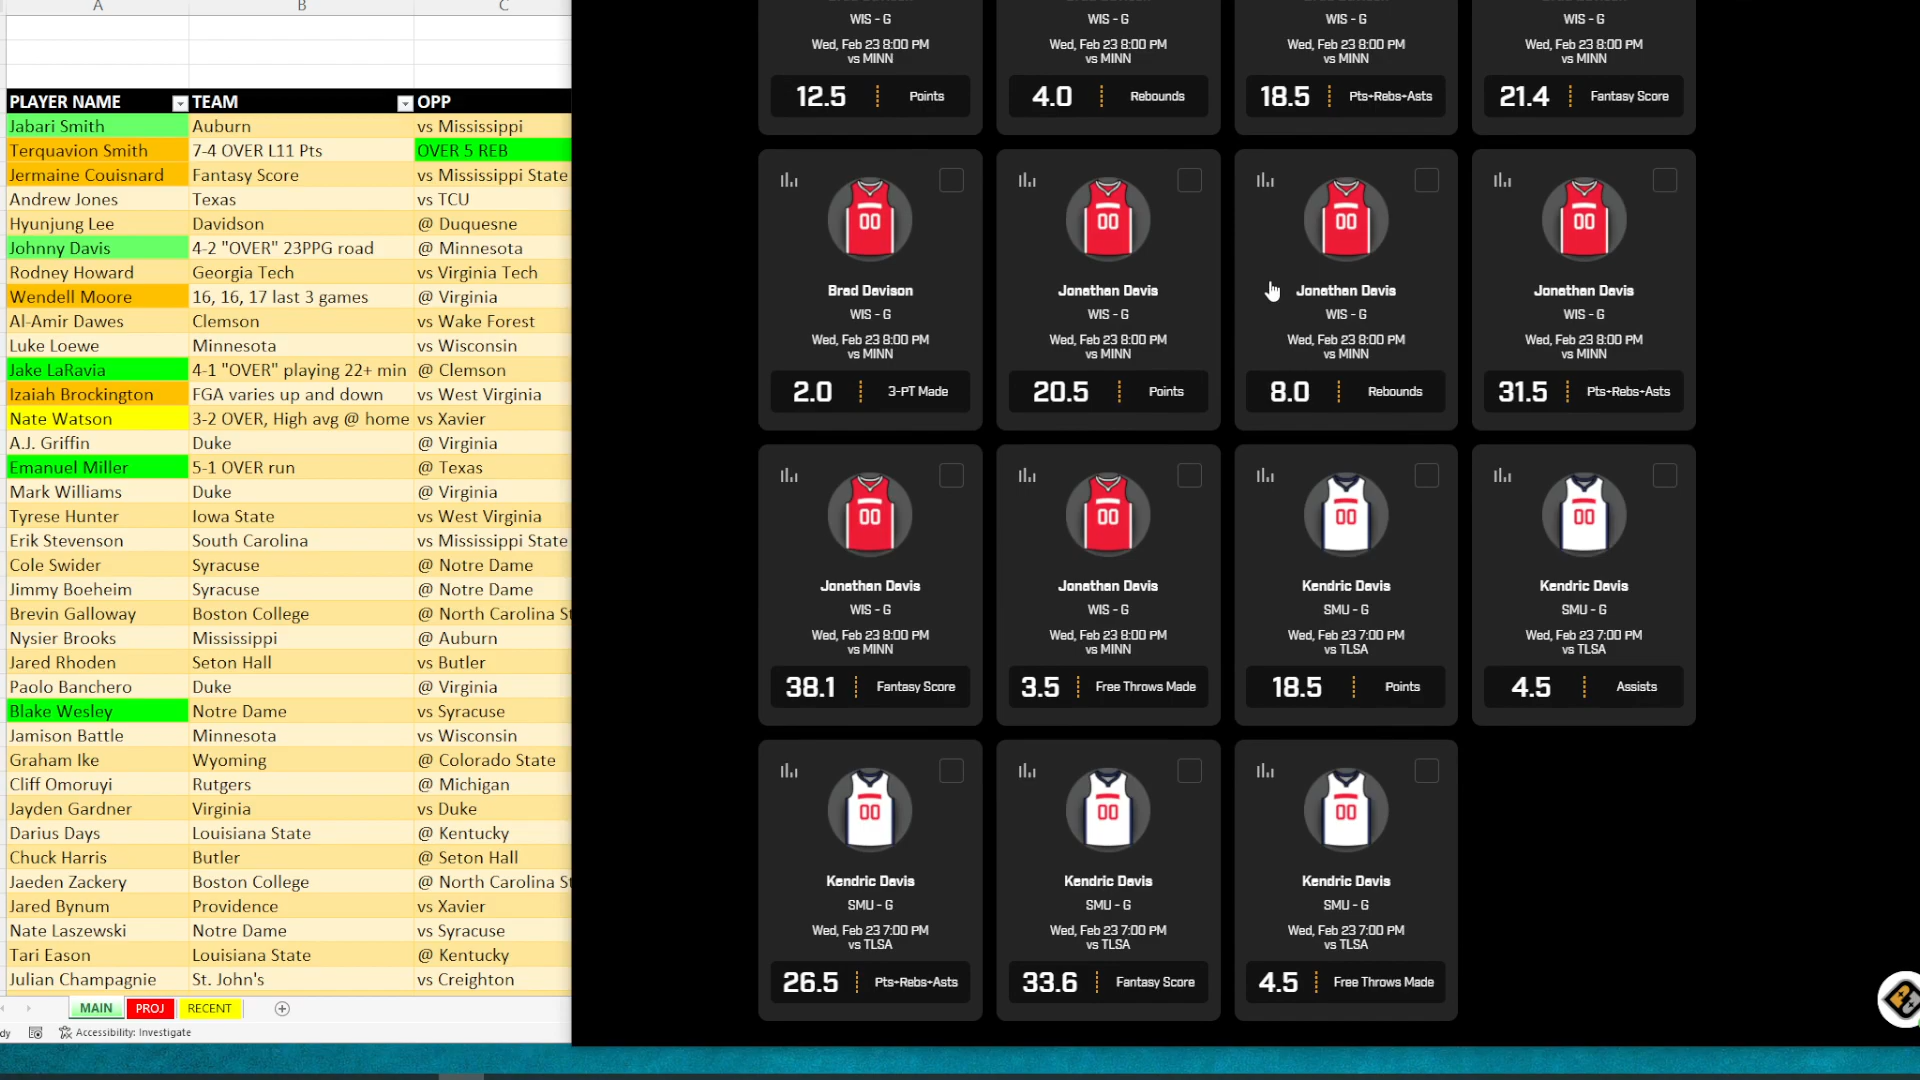 A B C
PLAYER NAME TEAM OPP
Jabari Smith Auburn vs Mississippi
Terquavion Smith 7-4 OVER L11 Pts OVER 5 REB
Jermaine Couisnard Fantasy Score vs Mississippi State
Andrew Jones Texas vs TCU
Hyunjung Lee Davidson @ Duquesne
Johnny Davis 4-2 "OVER" 23PPG road @ Minnesota
Rodney Howard Georgia Tech vs Virginia Tech
Wendell Moore 16, 16, 17 last 3 games @ Virginia
Al-Amir Dawes Clemson vs Wake Forest
Luke Loewe Minnesota vs Wisconsin
Jake LaRavia 4-1 "OVER" playing 22+ min @ Clemson
Izaiah Brockington FGA varies up and down vs West Virginia
Nate Watson 3-2 OVER, High avg @ home vs Xavier
A.J. Griffin Duke @ Virginia
Emanuel Miller 5-1 OVER run @ Texas
Mark Williams Duke @ Virginia
Tyrese Hunter Iowa State vs West Virginia
Erik Stevenson South Carolina vs Mississippi State
Cole Swider Syracuse @ Notre Dame
Jimmy Boeheim Syracuse @ Notre Dame
Brevin Galloway Boston College @ North Carolina St
Nysier Brooks Mississippi @ Auburn
Jared Rhoden Seton Hall vs Butler
Paolo Banchero Duke @ Virginia
Blake Wesley Notre Dame vs Syracuse
Jamison Battle Minnesota vs Wisconsin
Graham Ike Wyoming @ Colorado State
Cliff Omoruyi Rutgers @ Michigan
Jayden Gardner Virginia vs Duke
Darius Days Louisiana State @ Kentucky
Chuck Harris Butler @ Seton Hall
Jaeden Zackery Boston College @ North Carolina St
Jared Bynum Providence vs Xavier
Nate Laszewski Notre Dame vs Syracuse
Tari Eason Louisiana State @ Kentucky
Julian Champagnie St. John's vs Creighton
MAIN PROJ RECENT
dy Accessibility: Investigate
WIS - G WIS - G WIS - G WIS - G
Wed, Feb 23 8:00 PM Wed, Feb 23 8:00 PM Wed, Feb 23 8:00 PM Wed, Feb 23 8:00 PM
vs MINN vs MINN vs MINN vs MINN
12.5 Points 4.0 Rebounds 18.5 Pts+Rebs+Asts 21.4 Fantasy Score
00 00 00 00
Brad Davison Jonathan Davis Jonathan Davis Jonathan Davis
WIS - G WIS - G WIS - G WIS - G
Wed, Feb 23 8:00 PM Wed, Feb 23 8:00 PM Wed, Feb 23 8:00 PM Wed, Feb 23 8:00 PM
vs MINN vs MINN vs MINN vs MINN
2.0 3-PT Made 20.5 Points 8.0 Rebounds 31.5 Pts+Rebs+Asts
00 00 00 00
Jonathan Davis Jonathan Davis Kendric Davis Kendric Davis
WIS - G WIS - G SMU - G SMU - G
Wed, Feb 23 8:00 PM Wed, Feb 23 8:00 PM Wed, Feb 23 7:00 PM Wed, Feb 23 7:00 PM
vs MINN vs MINN vs TLSA vs TLSA
38.1 Fantasy Score 3.5 Free Throws Made 18.5 Points 4.5 Assists
00 00 00
Kendric Davis Kendric Davis Kendric Davis
SMU - G SMU - G SMU - G
Wed, Feb 23 7:00 PM Wed, Feb 23 7:00 PM Wed, Feb 23 7:00 PM
vs TLSA vs TLSA vs TLSA
26.5 Pts+Rebs+Asts 33.6 Fantasy Score 4.5 Free Throws Made